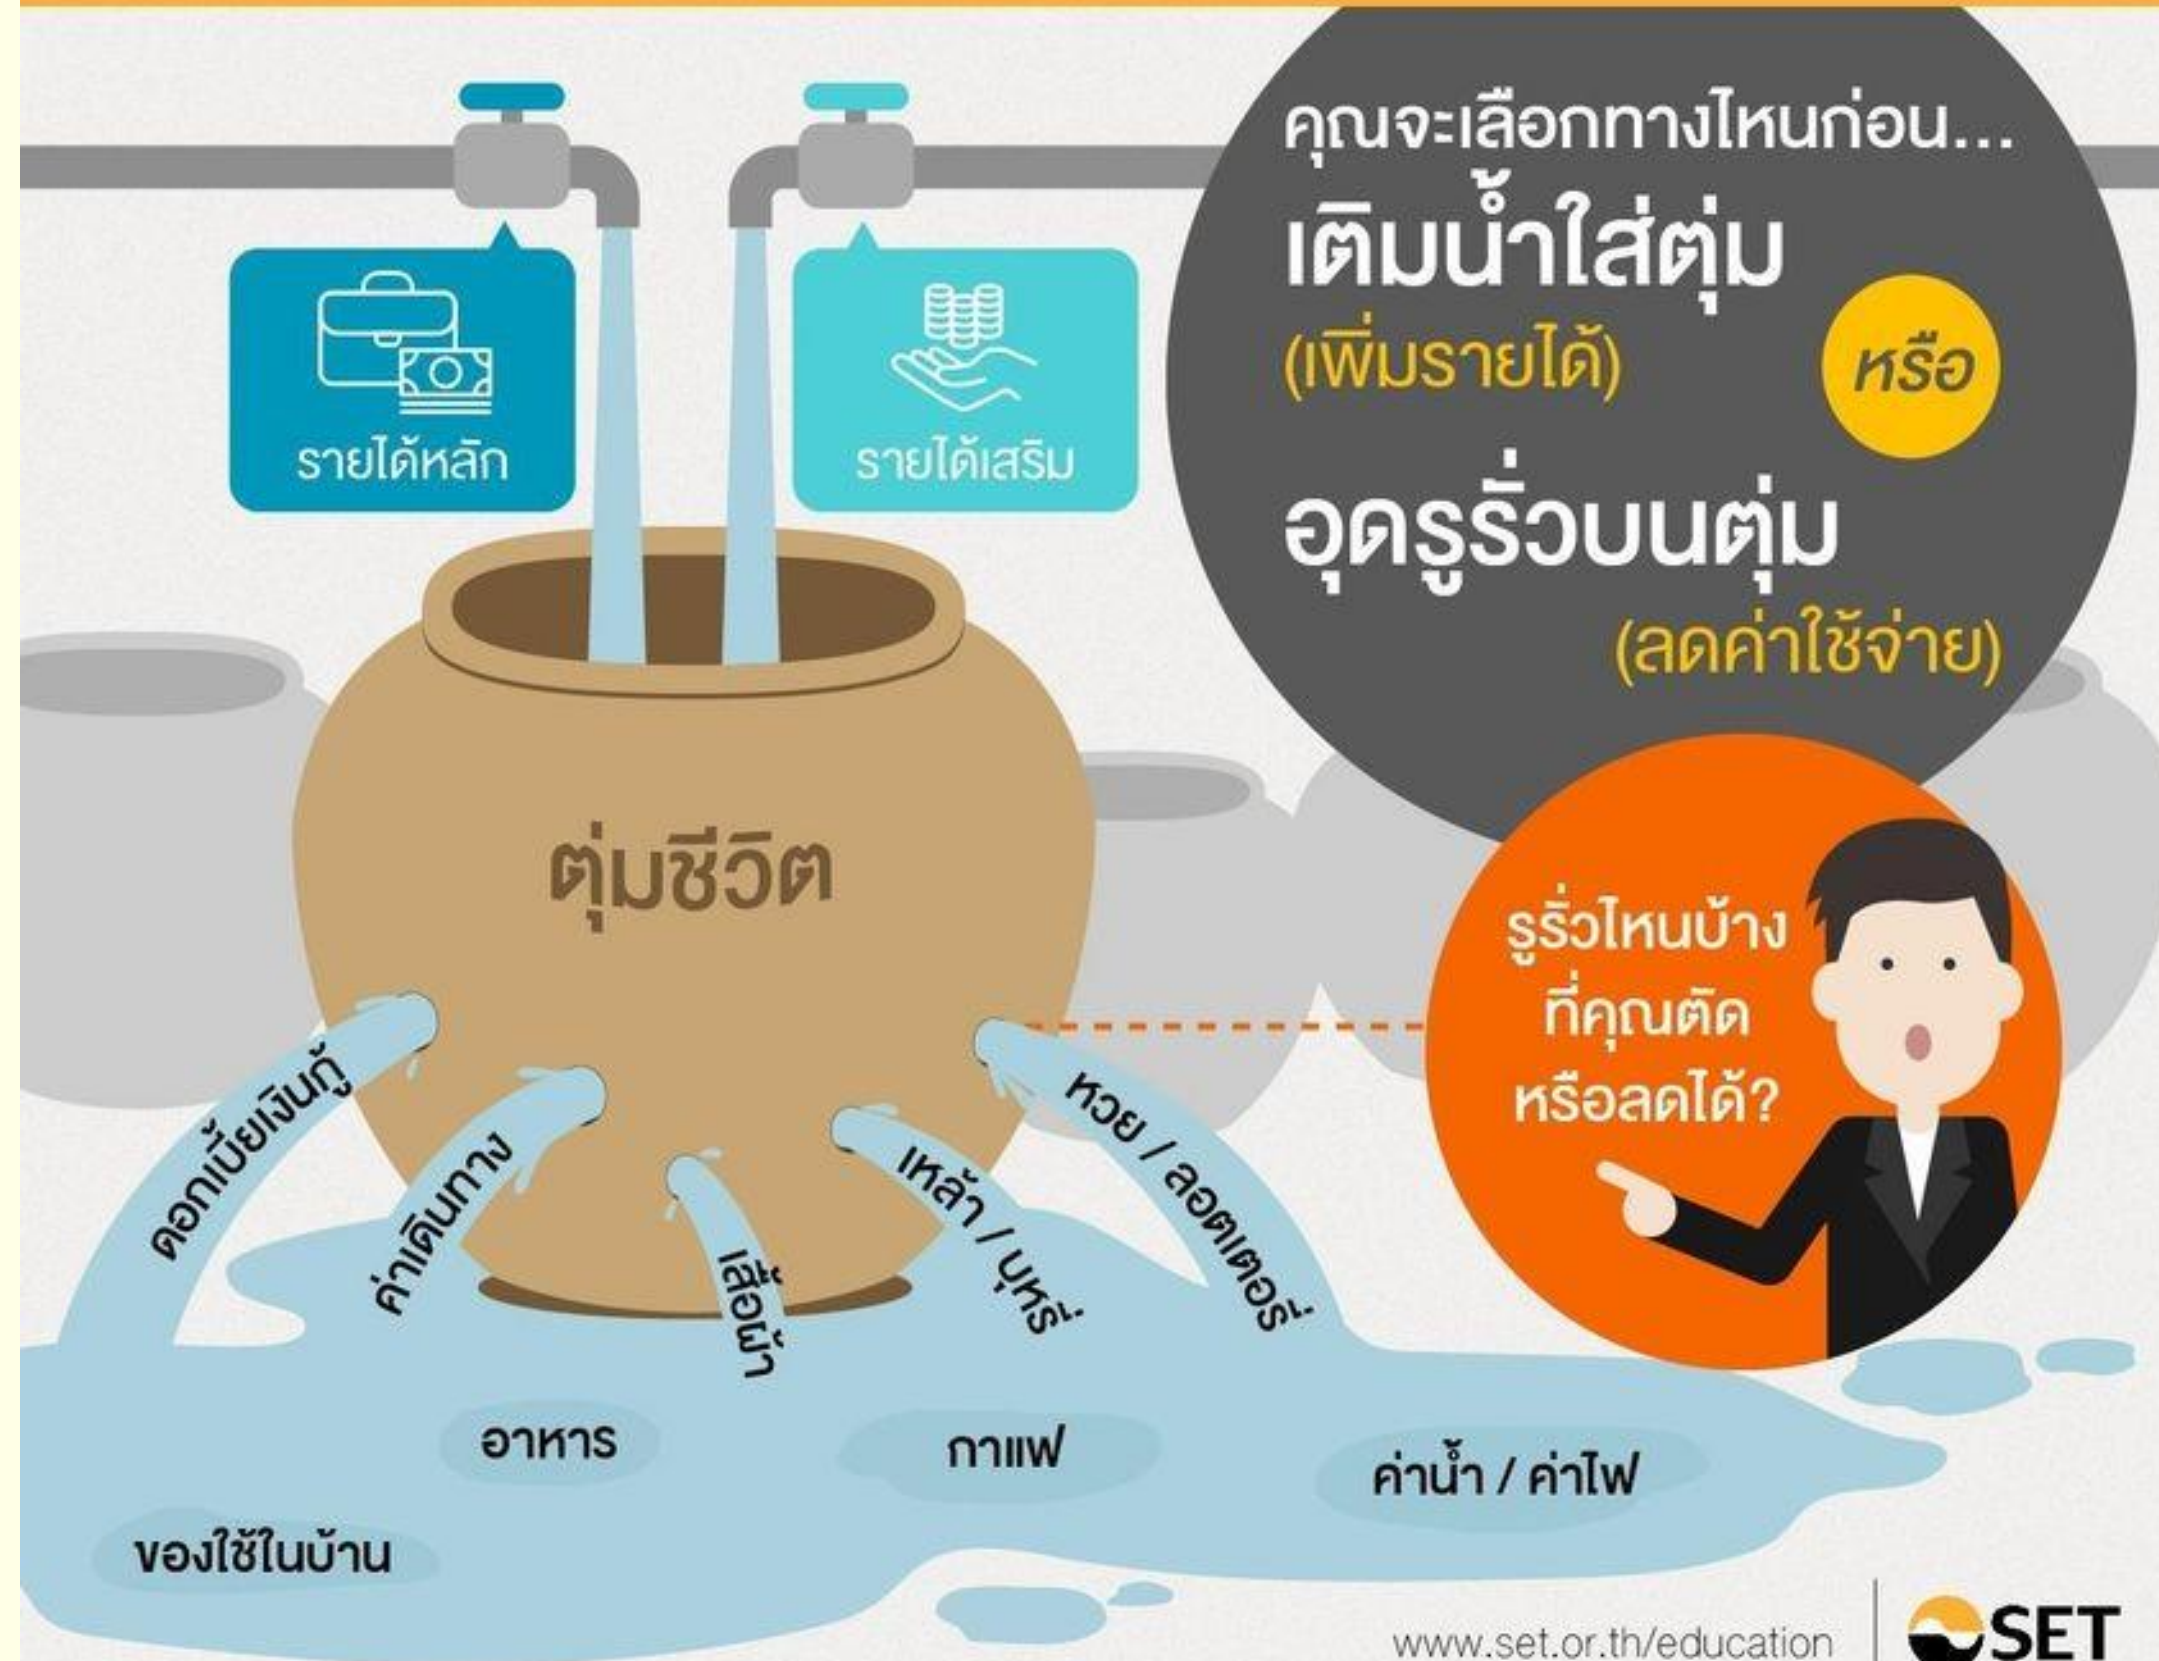 คุณจะเลือกทางไหนก่อน...
เติมน้ำใส่ตุ่ม
(เพิ่มรายได้)
หรือ
อุดรูรั่วบนตุ่ม
(ลดค่าใช้จ่าย)
รายได้หลัก
รายได้เสริม
ตุ่มชีวิต
รูรั่วไหนบ้าง
ที่คุณตัด
หรือลดได้?
ดอกเบี้ยเงินกู้
ค่าเดินทาง
เสื้อผ้า
เหล้า / บุหรี่
หวย / ลอตเตอรี่
อาหาร
กาแฟ
ค่าน้ำ / ค่าไฟ
ของใช้ในบ้าน
www.set.or.th/education
SET